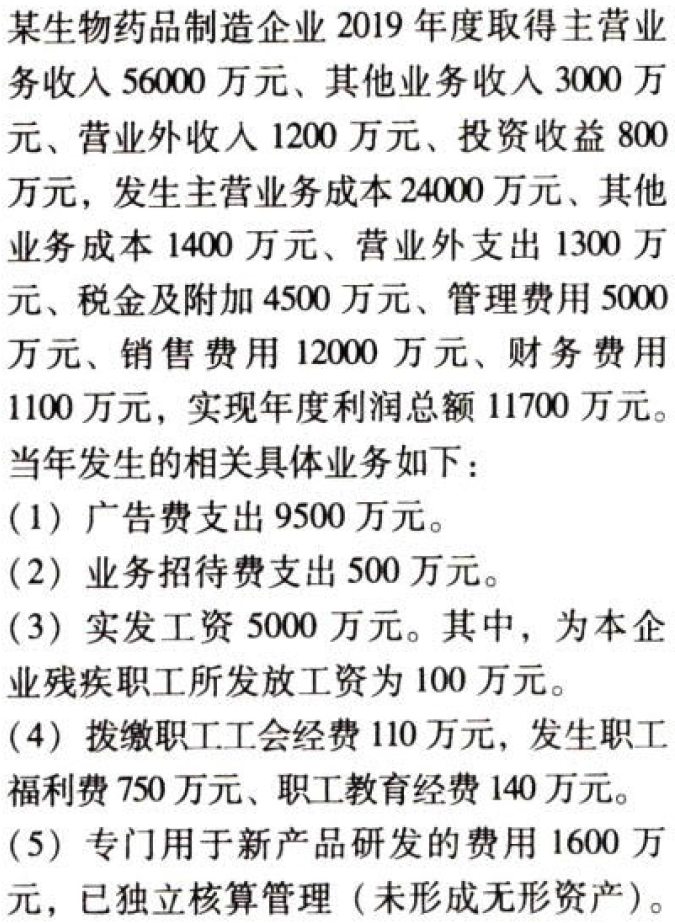 某生物药品制造企业 2019 年度取得主营业
务收入 56000 万元、其他业务收入 3000 万
元、营业外收入 1200 万元、投资收益 800
万元，发生主营业务成本 24000 万元、其他
业务成本 1400 万元、营业外支出 1300 万
元、税金及附加 4500 万元、管理费用 5000
万元、销售费用 12000 万元、财务费用
1100 万元，实现年度利润总额 11700 万元。
当年发生的相关具体业务如下：
（1）广告费支出 9500 万元。
（2）业务招待费支出 500 万元。
（3）实发工资 5000 万元。其中，为本企
业残疾职工所发放工资为 100 万元。
（4）拨缴职工工会经费 110 万元，发生职工
福利费 750 万元、职工教育经费 140 万元。
（5）专门用于新产品研发的费用 1600 万
元，已独立核算管理（未形成无形资产）。